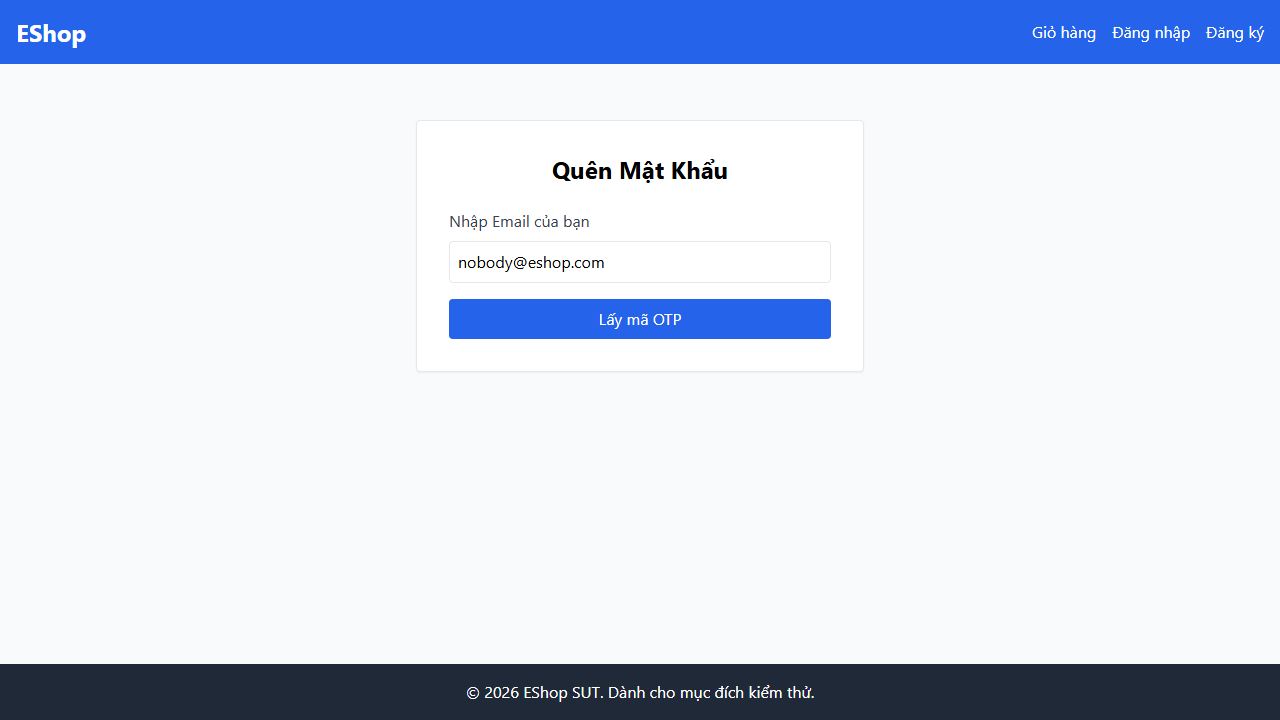 EShop
Giỏ hàng
Đăng nhập
Đăng ký
Quên Mật Khẩu
Nhập Email của bạn
nobody@eshop.com
Lấy mã OTP
© 2026 EShop SUT. Dành cho mục đích kiểm thử.